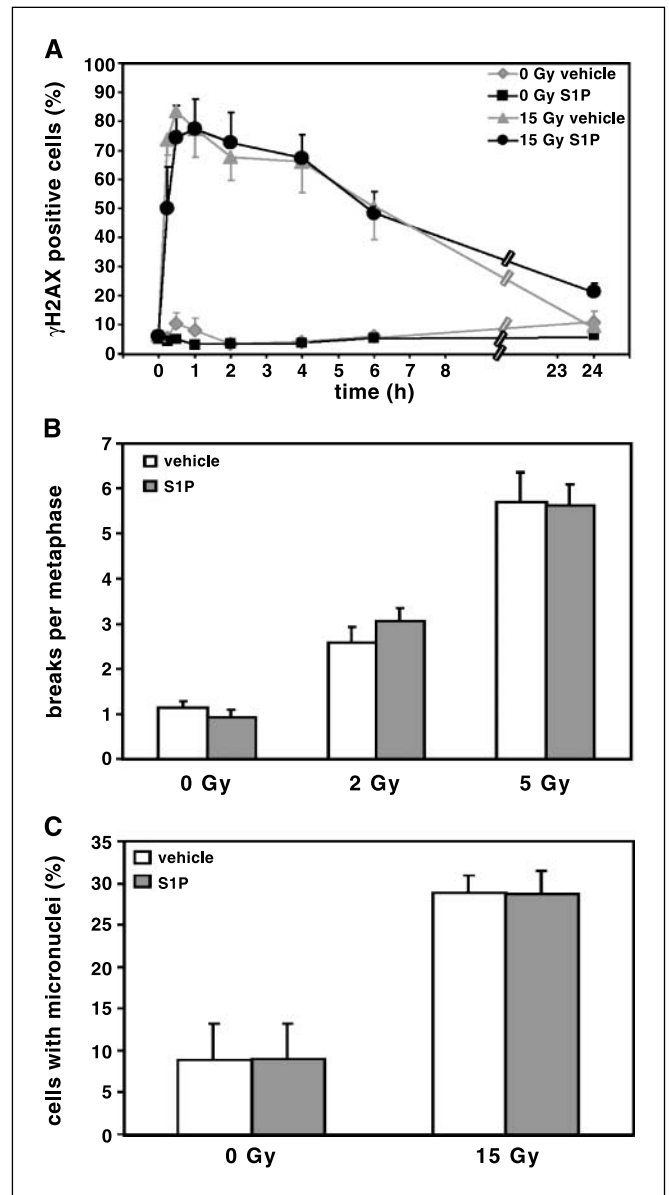 A
γH2AX positive cells (%)
100
90
80
70
60
50
40
30
20
10
0
0 Gy vehicle
0 Gy S1P
15 Gy vehicle
15 Gy S1P
0 1 2 3 4 5 6 7 8 23 24
time (h)
B
breaks per metaphase
7
6
5
4
3
2
1
0
vehicle
S1P
0 Gy 2 Gy 5 Gy
C
cells with micronuclei (%)
35
30
25
20
15
10
5
0
vehicle
S1P
0 Gy 15 Gy